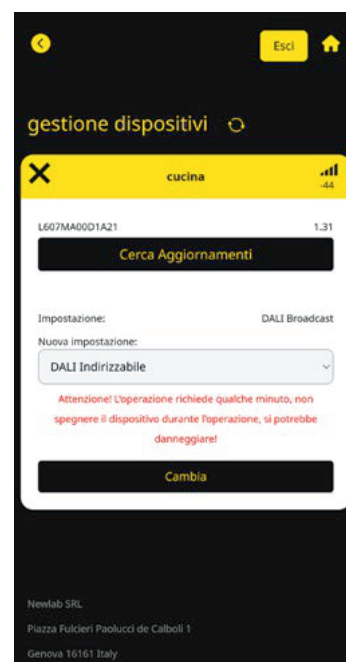 Esci
gestione dispositivi
cucina
-44
L607MA00D1A21 1.31
Cerca Aggiornamenti
Impostazione: DALI Broadcast
Nuova impostazione:
DALI Indirizzabile
Attenzione! L'operazione richiede qualche minuto, non
spegnere il dispositivo durante l'operazione, si potrebbe
danneggiare!
Cambia
Newlab SRL
Piazza Fulcieri Paolucci de Calboli 1
Genova 16161 Italy